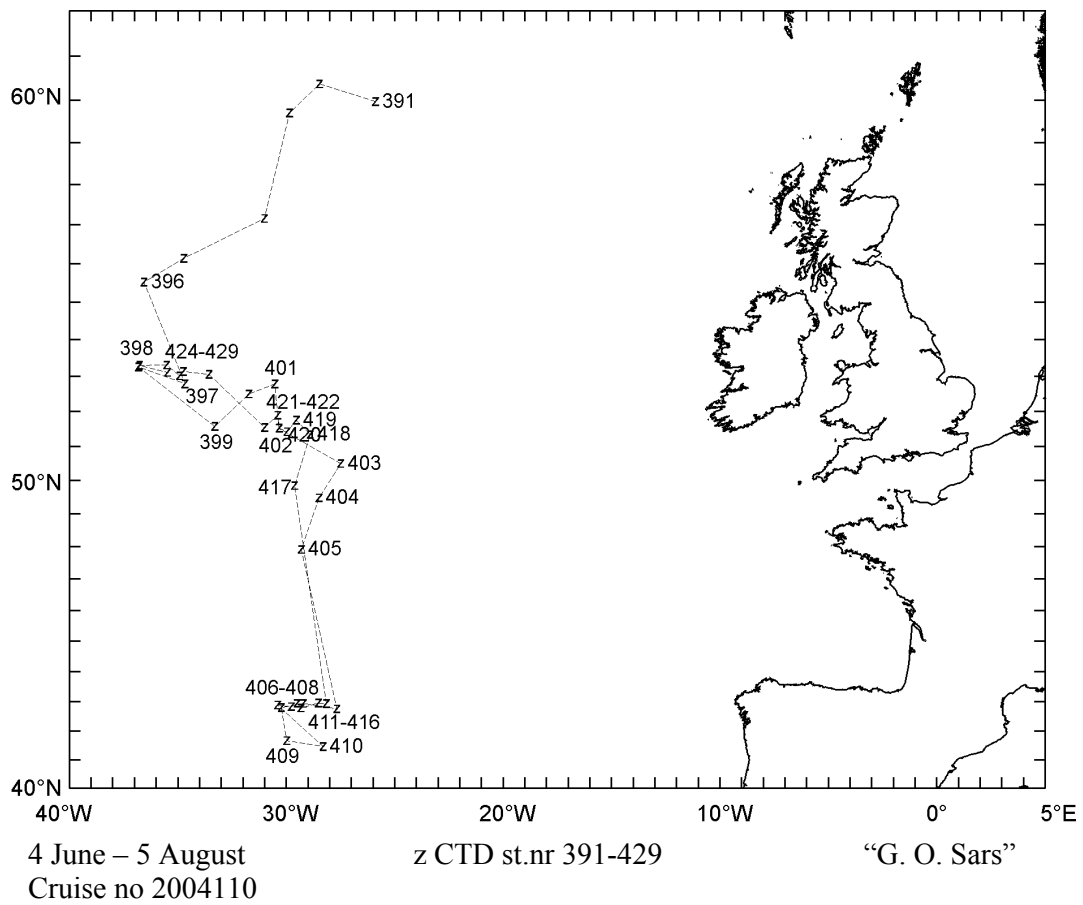 60°N
391
396
398
424-429
401
397
421-422
419
399
420
418
402
403
50°N
417
404
405
406-408
411-416
409
410
40°N
40°W
30°W
20°W
10°W
0°
5°E
4 June – 5 August
z CTD st.nr 391-429
“G. O. Sars”
Cruise no 2004110